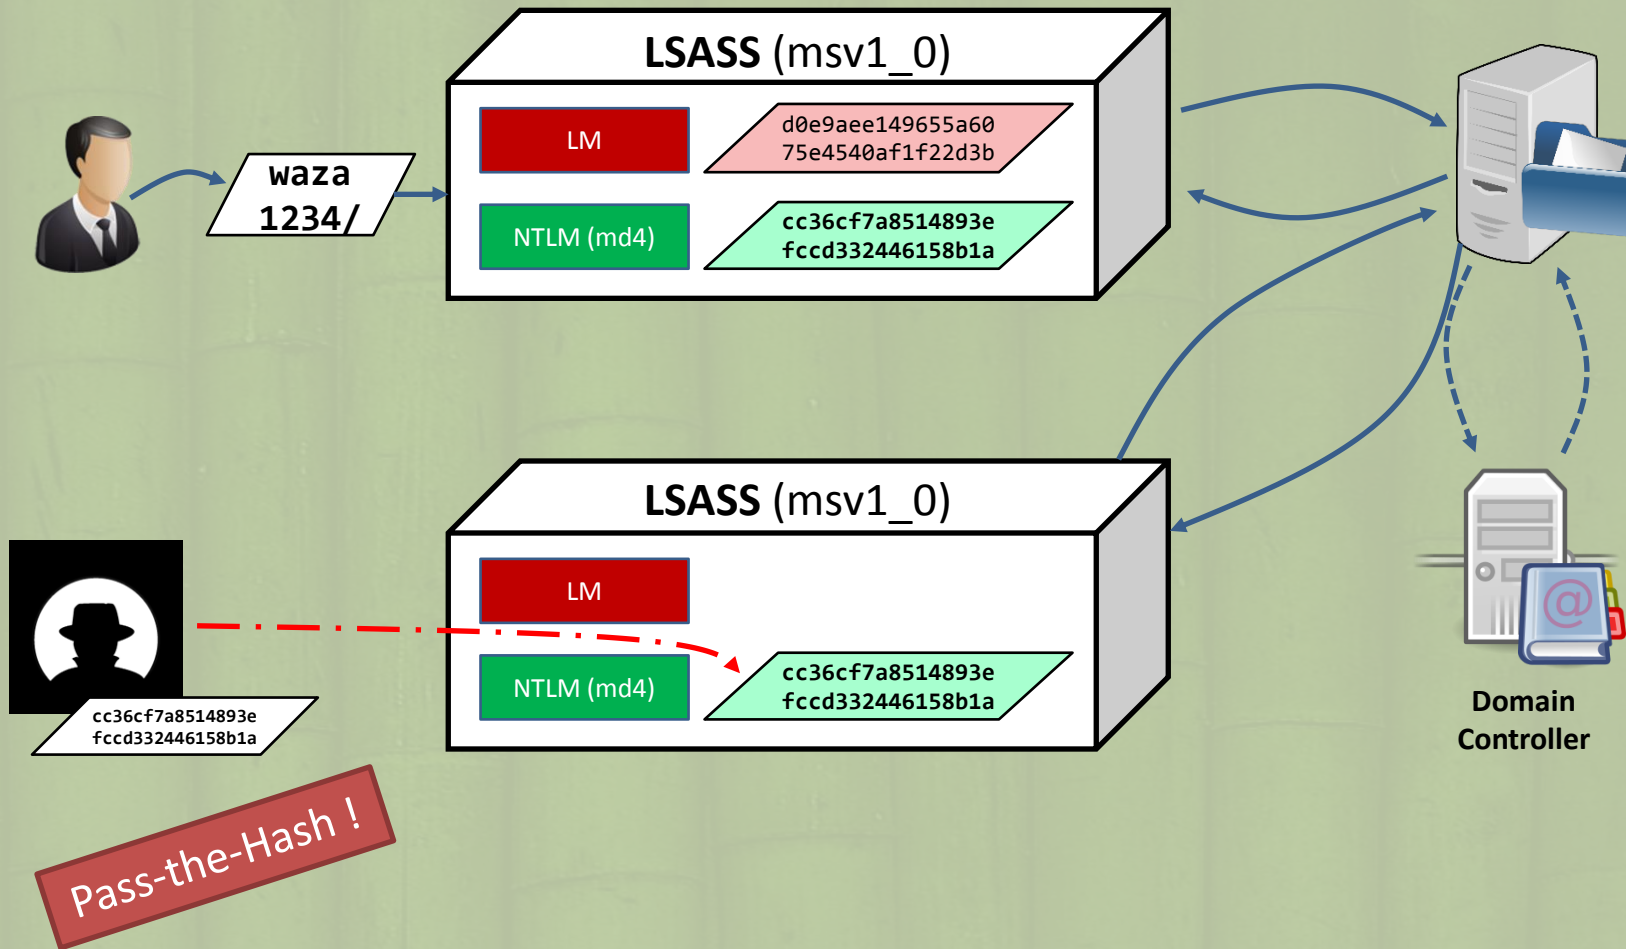 LSASS (msv1_0)
LM
d0e9aee149655a60
75e4540af1f22d3b
waza
1234/
NTLM (md4)
cc36cf7a8514893e
fccd332446158b1a
LSASS (msv1_0)
LM
NTLM (md4)
cc36cf7a8514893e
fccd332446158b1a
cc36cf7a8514893e
fccd332446158b1a
@
Domain
Controller
Pass-the-Hash !